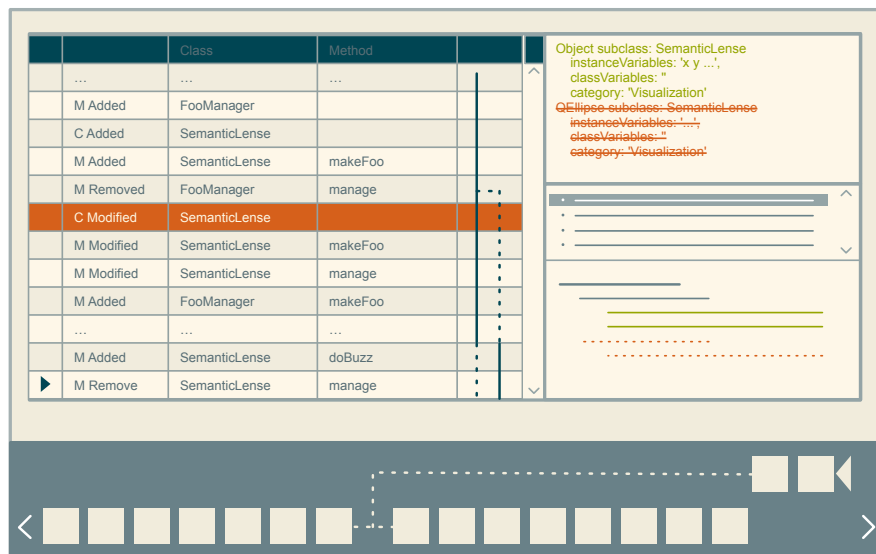 Class Method
… … …
M Added FooManager
C Added SemanticLense
M Added SemanticLense makeFoo
M Removed FooManager manage
C Modified SemanticLense
M Modified SemanticLense makeFoo
M Modified SemanticLense manage
M Added FooManager makeFoo
… … …
M Added SemanticLense doBuzz
M Remove SemanticLense manage
Object subclass: SemanticLense
instanceVariables: 'x y ...',
classVariables: ''
category: 'Visualization'
QEllipse subclass: SemanticLense
instanceVariables: '...',
classVariables: ''
category: 'Visualization'